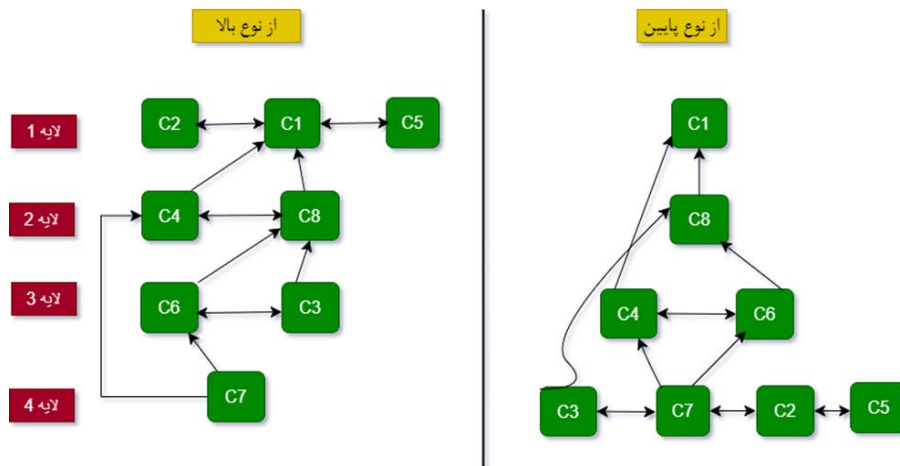 از نوع بالا
از نوع پایین
لایه 1
C2 C1 C5
C1
لایه 2
C4 C8
C8
لایه 3
C6 C3
C4 C6
لایه 4
C7
C3 C7 C2 C5